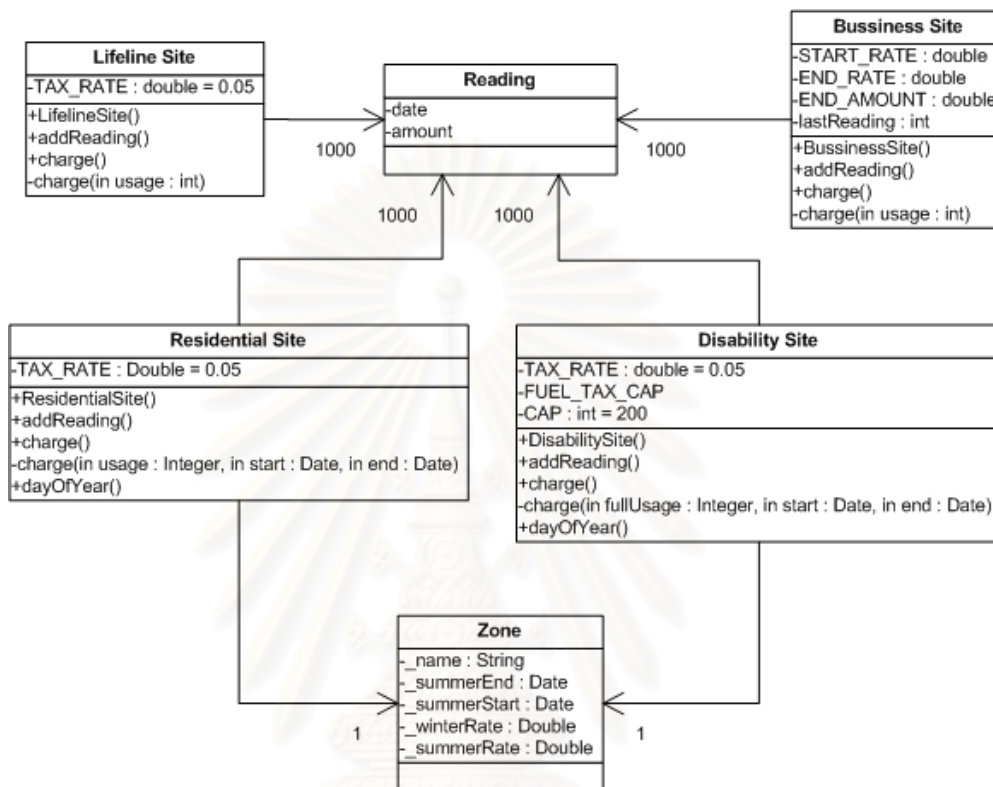 Lifeline Site
-TAX_RATE : double = 0.05
+LifelineSite()
+addReading()
+charge()
-charge(in usage : int)
Reading
-date
-amount
Bussiness Site
-START_RATE : double
-END_RATE : double
-END_AMOUNT : double
-lastReading : int
+BussinessSite()
+addReading()
+charge()
-charge(in usage : int)
1000
1000
1000
1000
Residential Site
-TAX_RATE : Double = 0.05
+ResidentialSite()
+addReading()
+charge()
-charge(in usage : Integer, in start : Date, in end : Date)
+dayOfYear()
Disability Site
-TAX_RATE : double = 0.05
-FUEL_TAX_CAP
-CAP : int = 200
+DisabilitySite()
+addReading()
+charge()
-charge(in fullUsage : Integer, in start : Date, in end : Date)
+dayOfYear()
Zone
-_name : String
-_summerEnd : Date
-_summerStart : Date
-_winterRate : Double
-_summerRate : Double
1
1